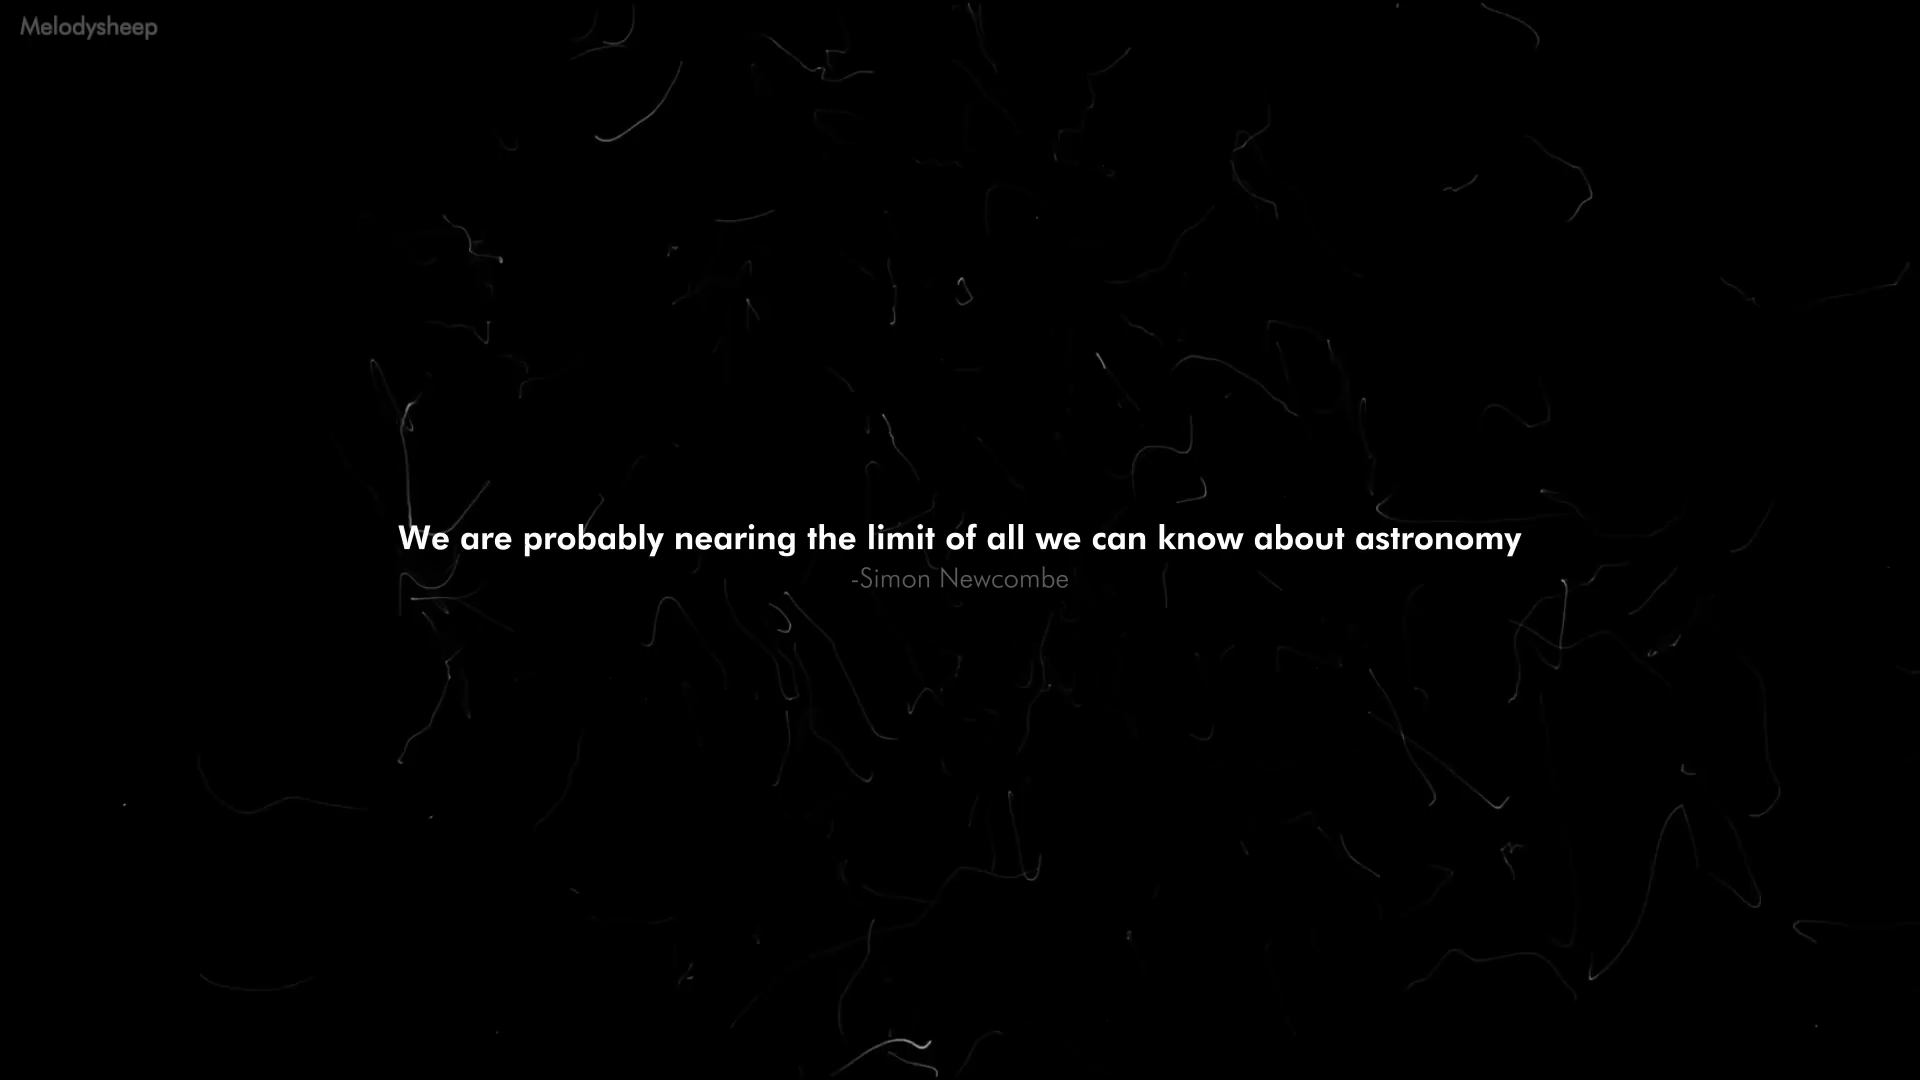 Melodysheep
We are probably nearing the limit of all we can know about astronomy
-Simon Newcombe